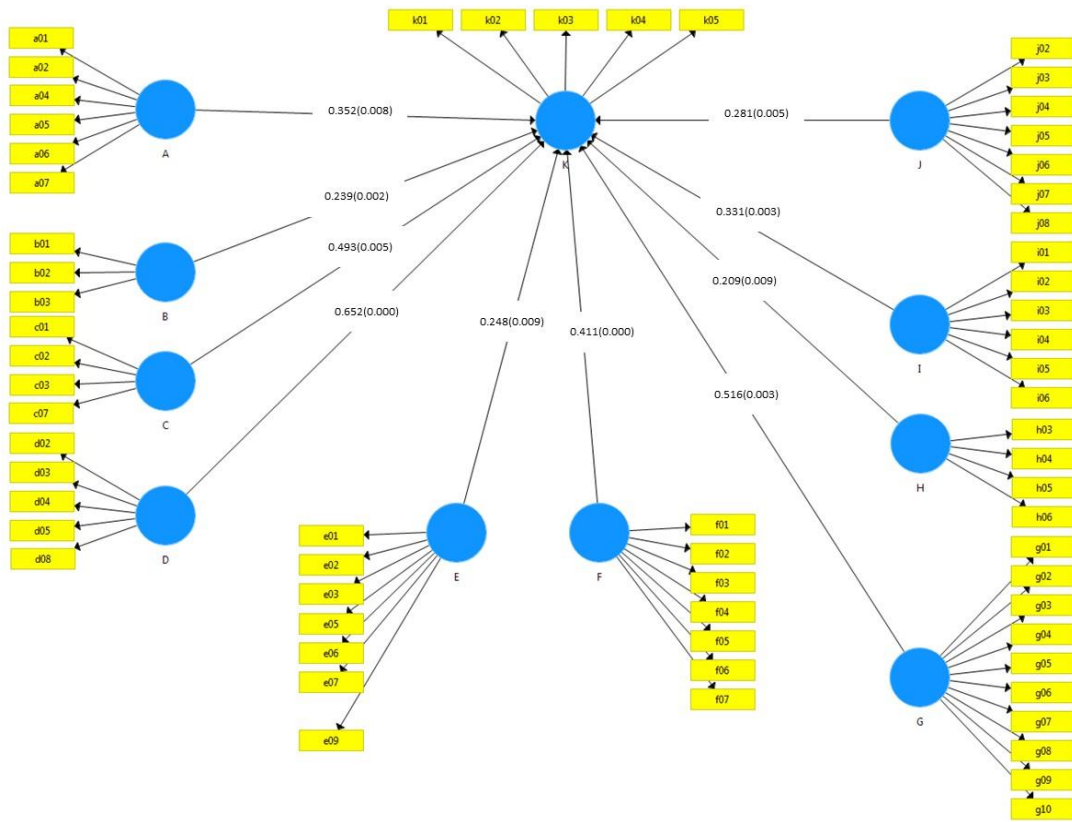 k01
k02
k03
k04
k05
a01
a02
a04
a05
a06
a07
A
0.352(0.008)
K
0.281(0.005)
J
j02
j03
j04
j05
j06
j07
j08
b01
b02
b03
B
0.239(0.002)
c01
c02
c03
c07
C
0.493(0.005)
d02
d03
d04
d05
d08
D
0.652(0.000)
0.248(0.009)
0.411(0.000)
0.331(0.003)
0.209(0.009)
0.516(0.003)
i01
i02
i03
i04
i05
i06
I
h03
h04
h05
h06
H
e01
e02
e03
e05
e06
e07
e09
E
F
f01
f02
f03
f04
f05
f06
f07
G
g01
g02
g03
g04
g05
g06
g07
g08
g09
g10